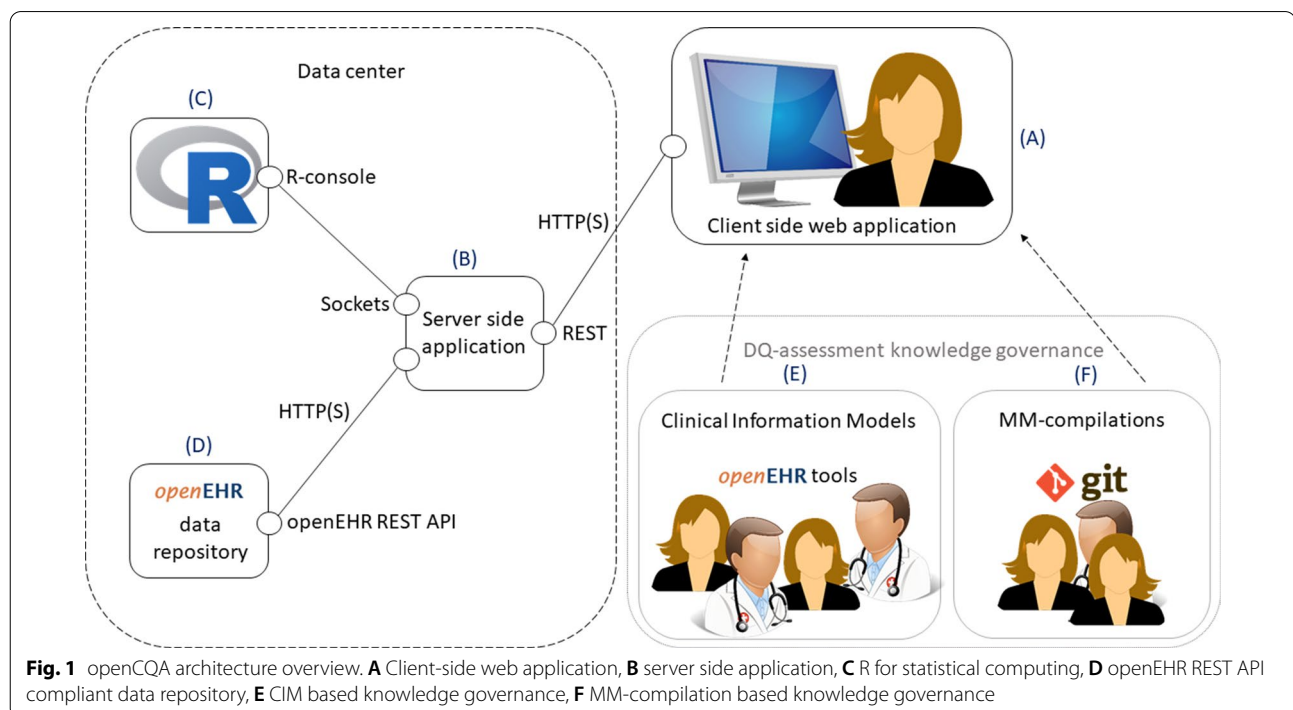 Data center
(C)
R
R-console
(A)
HTTP(S)
Client side web application
(B)
Sockets
Server side
application
REST
DQ-assessment knowledge governance
(E)
(F)
HTTP(S)
Clinical Information Models
MM-compilations
(D)
openEHR
data
repository
openEHR REST API
openEHR tools
git
Fig. 1 openCQA architecture overview. A Client-side web application, B server side application, C R for statistical computing, D openEHR REST API
compliant data repository, E CIM based knowledge governance, F MM-compilation based knowledge governance